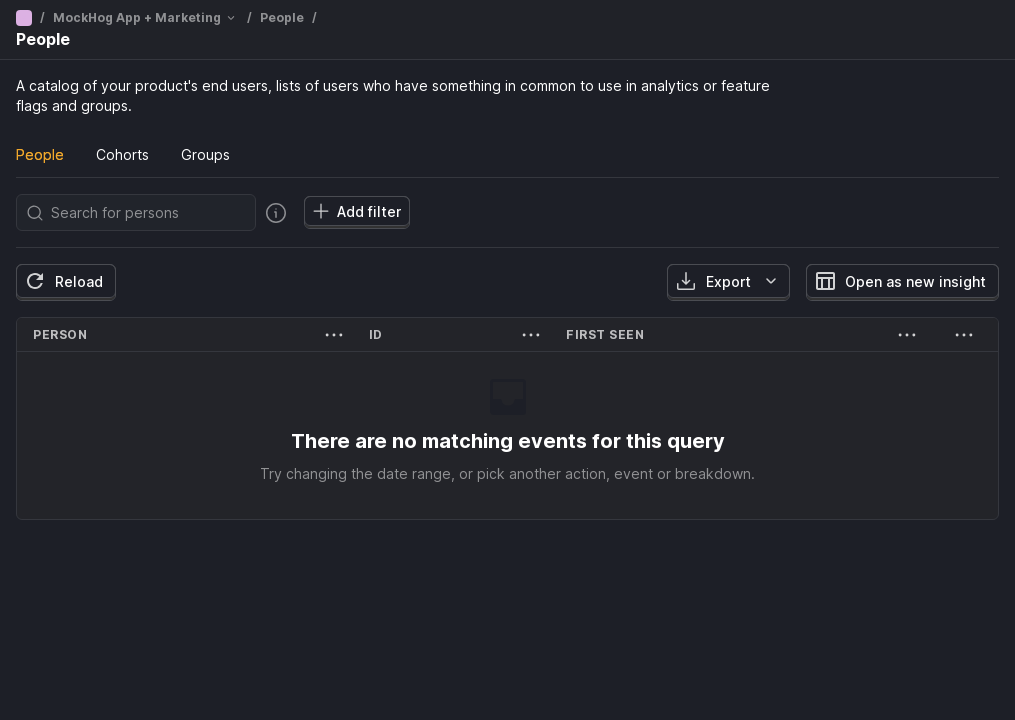 / MockHog App + Marketing / People /
People
A catalog of your product's end users, lists of users who have something in common to use in analytics or feature
flags and groups.
People Cohorts Groups
Search for persons Add filter
Reload Export Open as new insight
PERSON ID FIRST SEEN
There are no matching events for this query
Try changing the date range, or pick another action, event or breakdown.